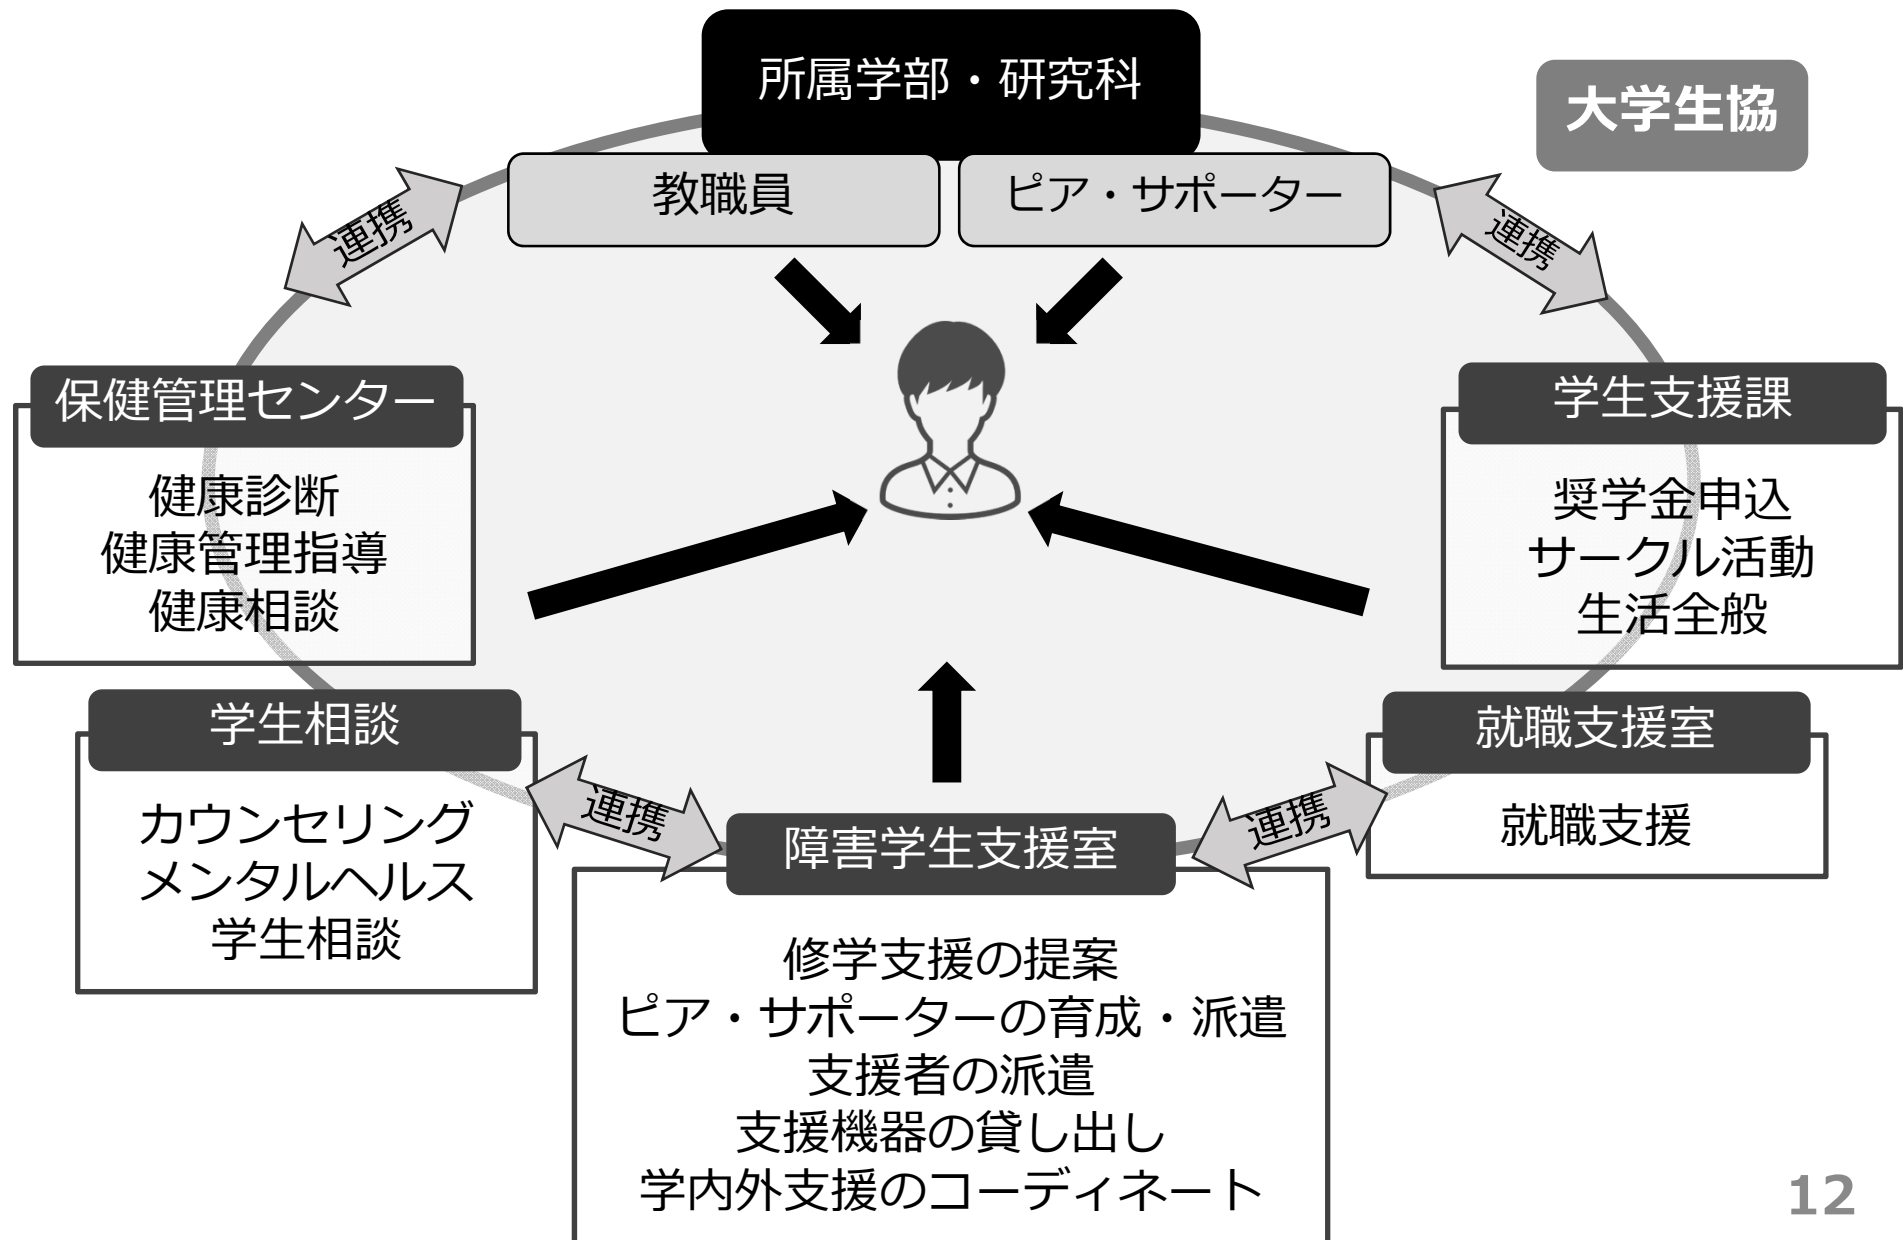 所属学部・研究科
大学生協
教職員
ピア・サポーター
連携
連携
保健管理センター
健康診断
健康管理指導
健康相談
学生支援課
奨学金申込
サークル活動
生活全般
学生相談
カウンセリング
メンタルヘルス
学生相談
就職支援室
就職支援
連携
連携
障害学生支援室
修学支援の提案
ピア・サポーターの育成・派遣
支援者の派遣
支援機器の貸し出し
学内外支援のコーディネート
12